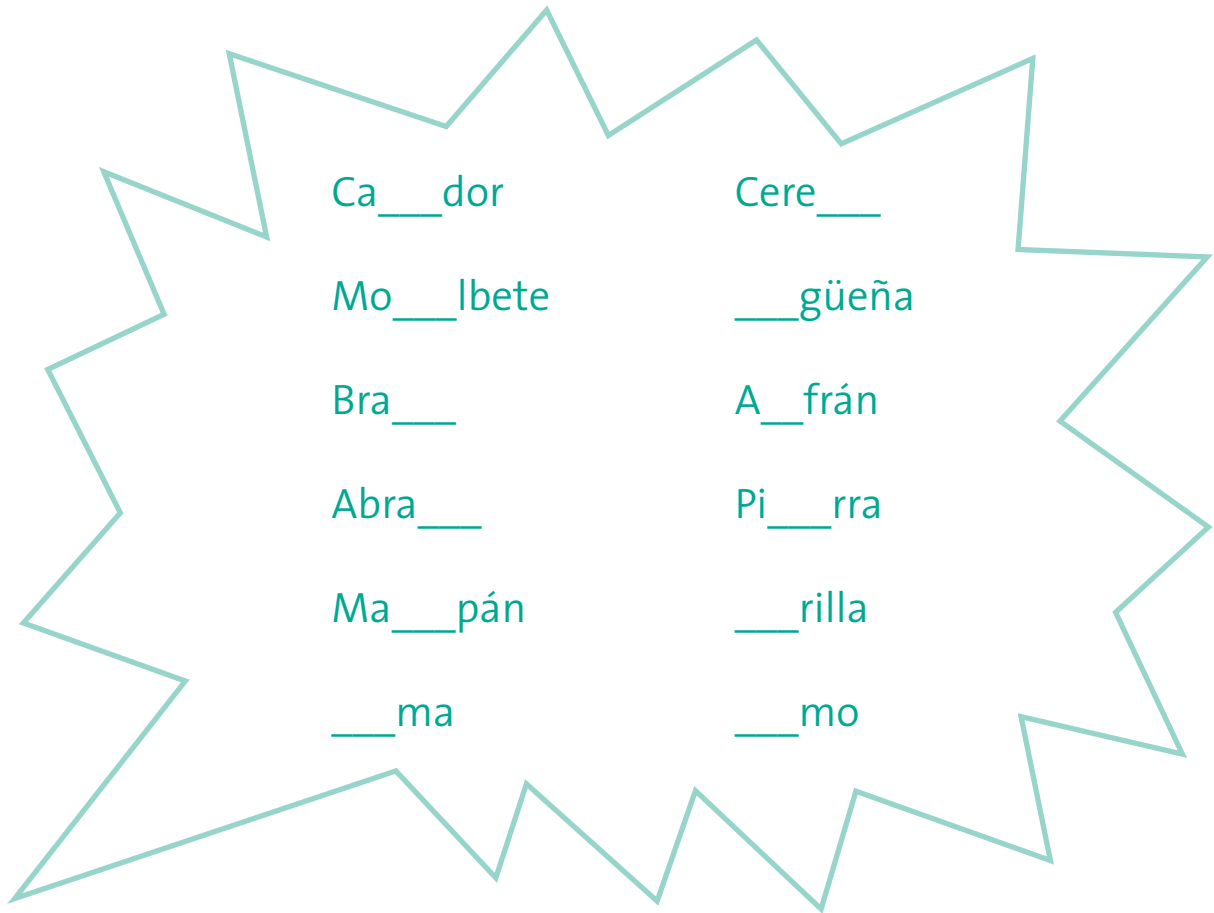 Ca___dor
Mo___lbete
Bra___
Abra___
Ma___pán
___ma
Cere___
___güeña
A__frán
Pi___rra
___rilla
___mo